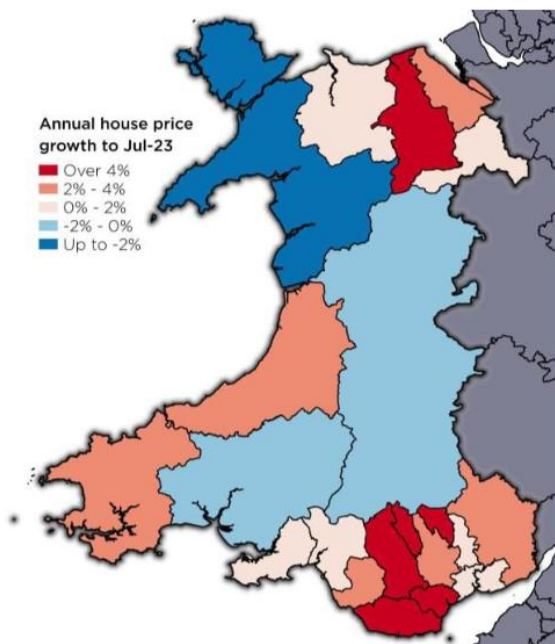 Annual house price
growth to Jul-23
Over 4%
2% - 4%
0% - 2%
-2% - 0%
Up to -2%